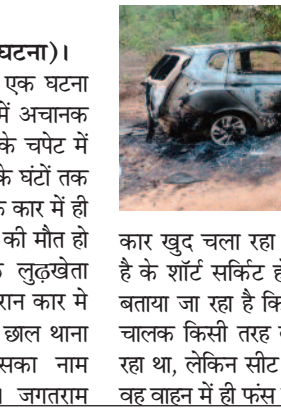 घटना)।
एक घटना
में अचानक
के चपेट में
के घंटों तक
कार में ही
की मौत हो
लुढ़खेता
रान कार मे
छाल थाना
सका नाम
जगतराम
कार खुद चला रहा
है के शॉर्ट सर्किट हो
बताया जा रहा है कि
चालक किसी तरह
रहा था, लेकिन सीट
वह वाहन में ही फंस